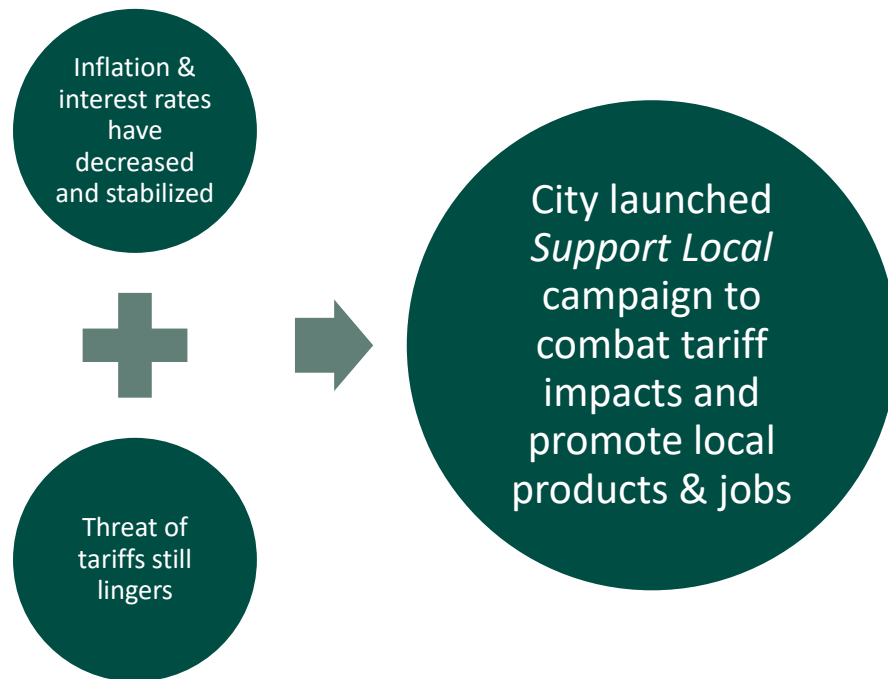 Inflation &
interest rates
have
decreased
and stabilized
Threat of
tariffs still
lingers
City launched
Support Local
campaign to
combat tariff
impacts and
promote local
products & jobs